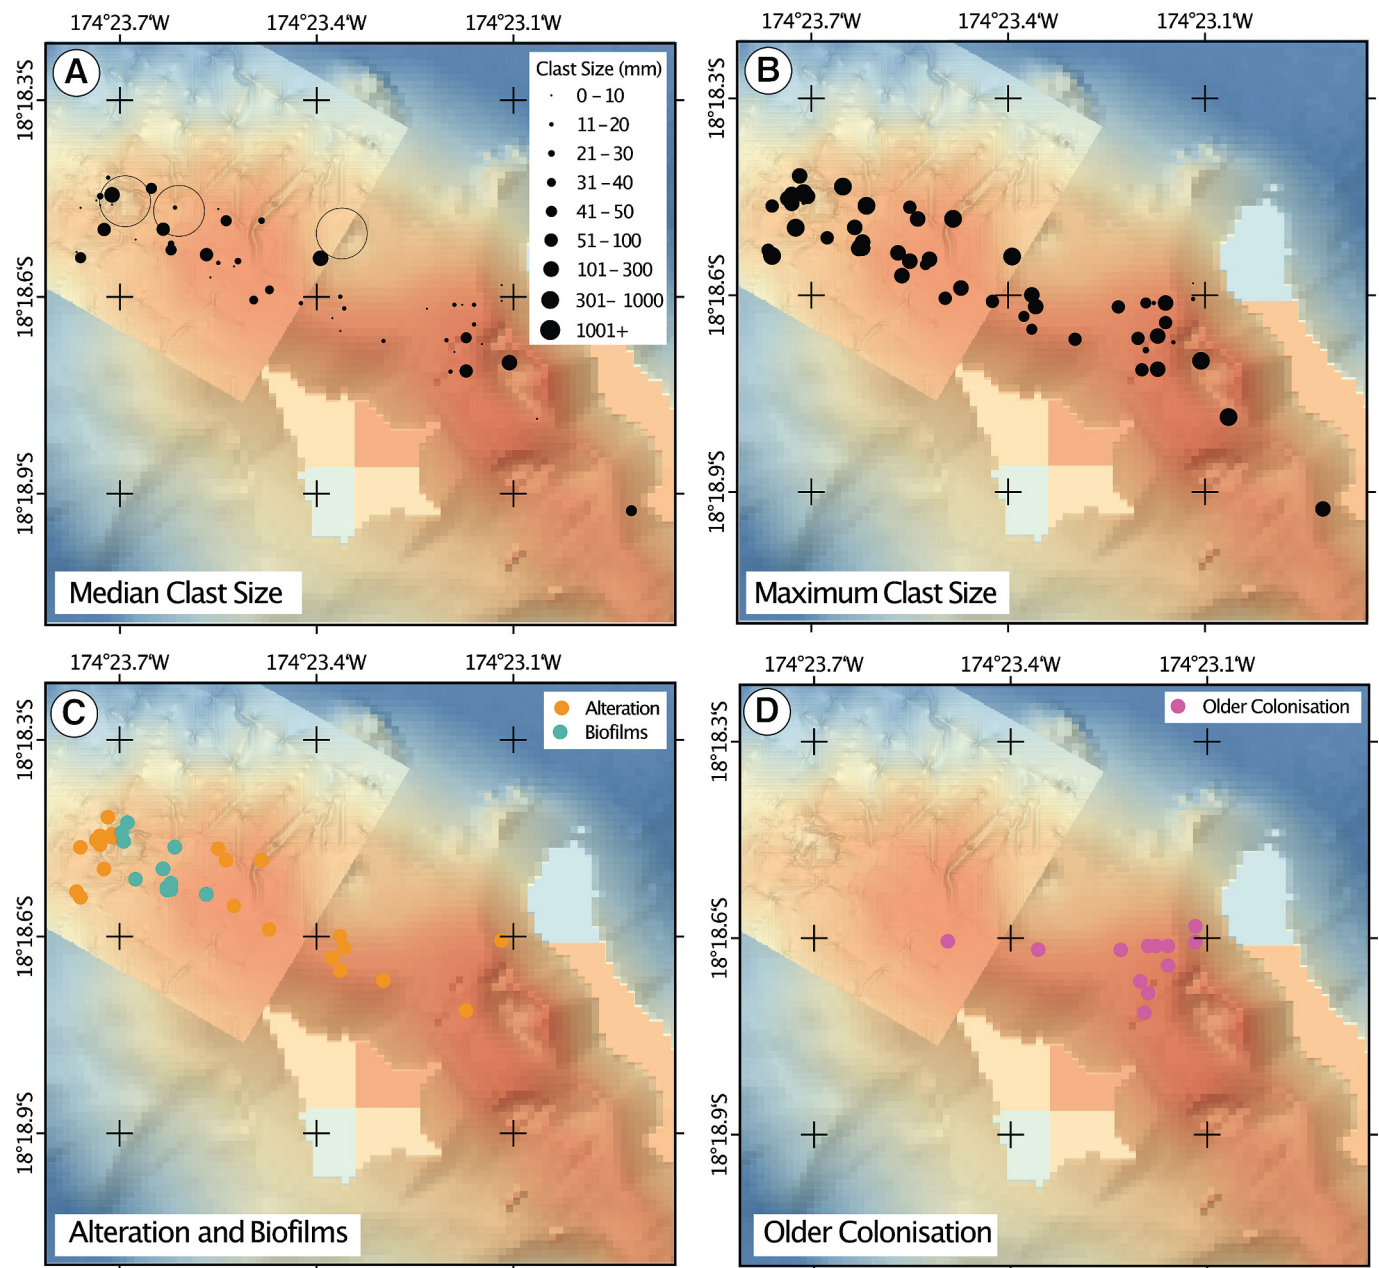 174°23.7‘W 174°23.4‘W 174°23.1‘W
18°18.3‘S
18°18.6‘S
18°18.9‘S
A
Clast Size (mm)
0 – 10
11 – 20
21 – 30
31 – 40
41 – 50
51 – 100
101 – 300
301 – 1000
1001+
Median Clast Size
174°23.7‘W 174°23.4‘W 174°23.1‘W
18°18.3‘S
18°18.6‘S
18°18.9‘S
B
Maximum Clast Size
174°23.7‘W 174°23.4‘W 174°23.1‘W
18°18.3‘S
18°18.6‘S
18°18.9‘S
C
Alteration
Biofilms
Alteration and Biofilms
174°23.7‘W 174°23.4‘W 174°23.1‘W
18°18.3‘S
18°18.6‘S
18°18.9‘S
D
Older Colonisation
Older Colonisation